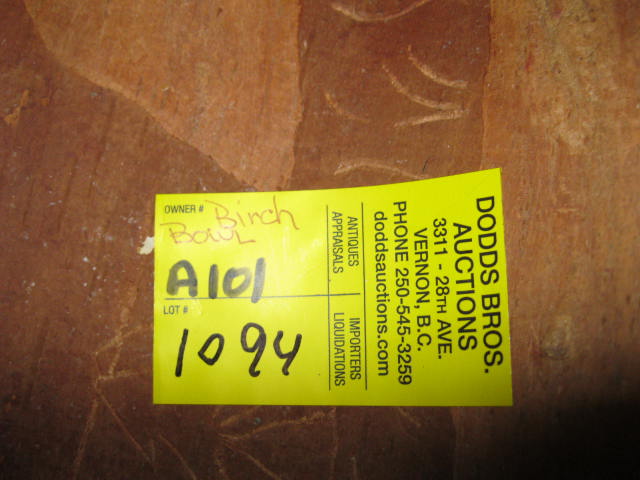 OWNER # Birch
Bowl
A101
LOT #
1094
ANTIQUES
APPRAISALS
IMPORTERS
LIQUIDATIONS
DODDS BROS.
AUCTIONS
3311 - 28TH AVE.
VERNON, B.C.
PHONE 250-545-3259
doddsauctions.com